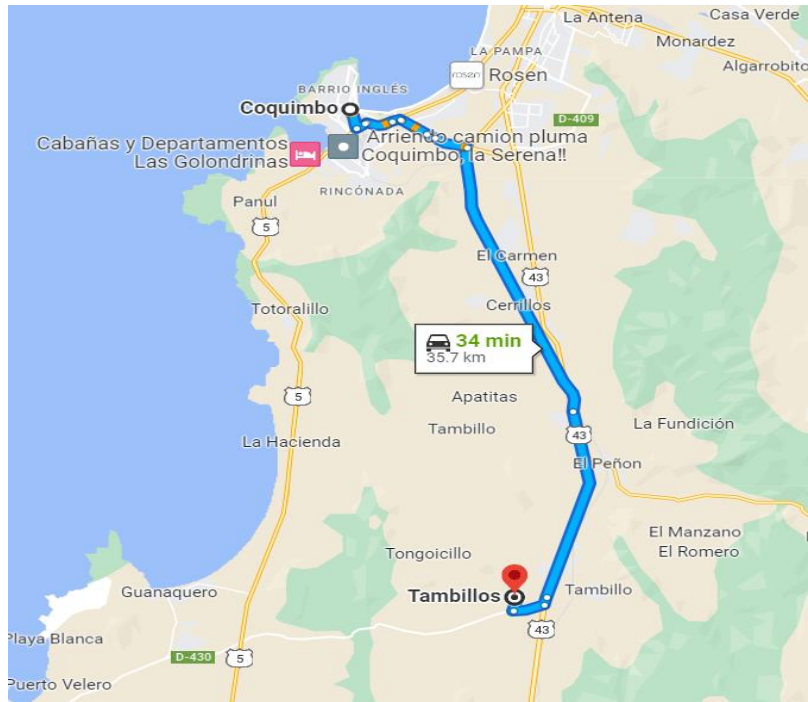 La Antena
Casa Verde
Monardez
LA PAMPA
Algarrobito
rosen
Rosen
BARRIO INGLÉS
Coquimbo
D-409
Cabañas y Departamentos
Las Golondrinas
Arriendo camion pluma
Coquimbo, la Serena!!
RINCÓNADA
Panul
5
El Carmen
43
Totoralillo
Cerrillos
34 min
35.7 km
5
Apatitas
La Fundición
Tambillo
43
La Hacienda
El Peñon
El Manzano
El Romero
Tongoicillo
Guanaquero
Tambillos
Tambillo
43
Playa Blanca
D-430
5
Puerto Velero